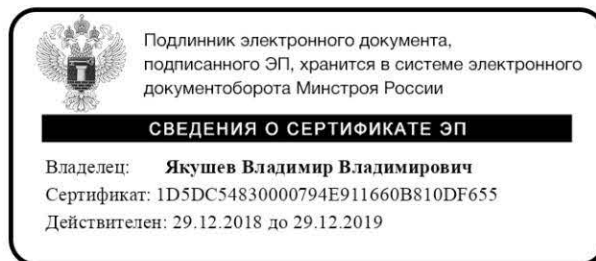 Подлинник электронного документа,
подписанного ЭП, хранится в системе электронного
документоборота Минстроя России
СВЕДЕНИЯ О СЕРТИФИКАТЕ ЭП
Владелец: Якушев Владимир Владимирович
Сертификат: 1D5DC54830000794E911660B810DF655
Действителен: 29.12.2018 до 29.12.2019